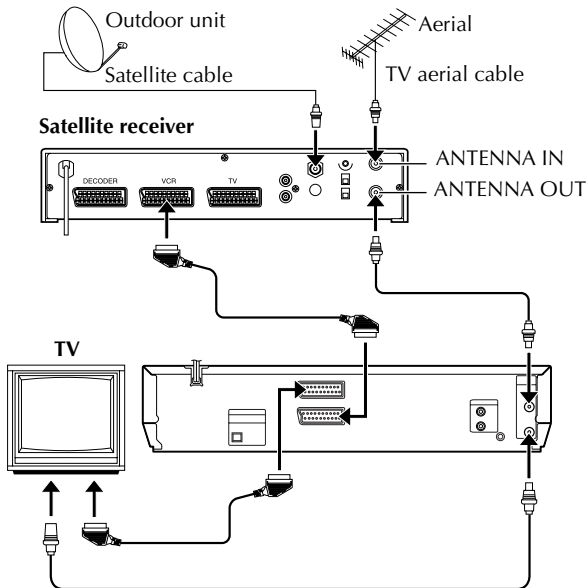 Outdoor unit
Aerial
Satellite cable
TV aerial cable
Satellite receiver
ANTENNA IN
DECODER
VCR
TV
ANTENNA OUT
TV